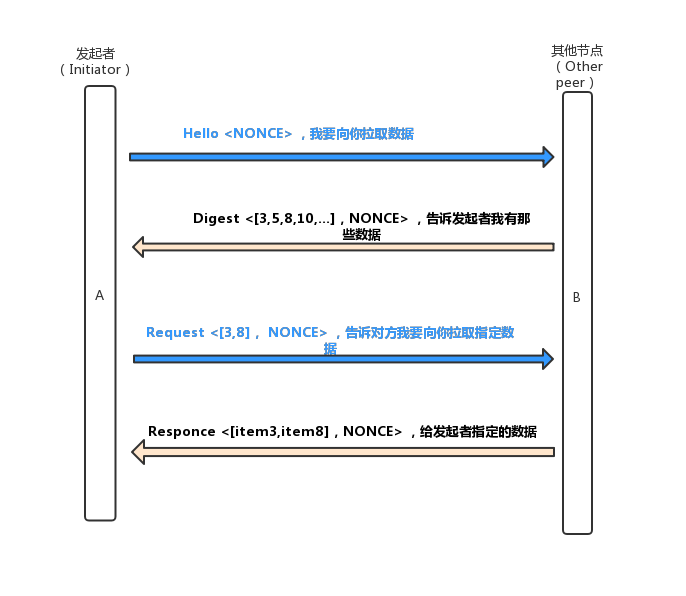 发起者
（Initiator）
其他节点
（Other
peer）
Hello <NONCE> ，我要向你拉取数据
Digest <[3,5,8,10,...]，NONCE> ，告诉发起者我有那
些数据
A
B
Request <[3,8] ， NONCE> ，告诉对方我要向你拉取指定数
据
Responce <[item3,item8]，NONCE> ，给发起者指定的数据